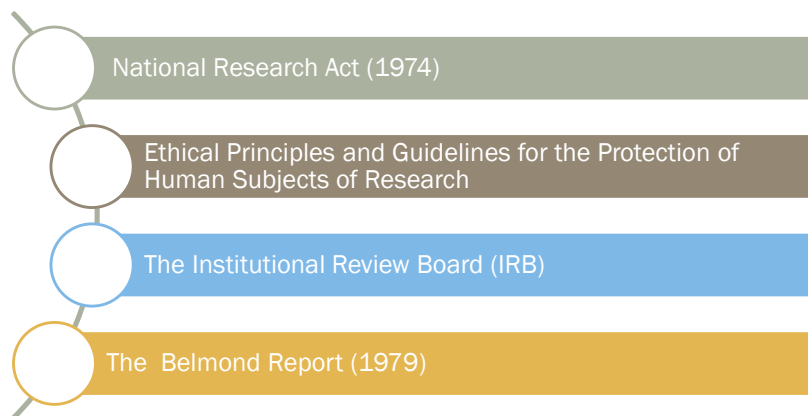 National Research Act (1974)
Ethical Principles and Guidelines for the Protection of
Human Subjects of Research
The Institutional Review Board (IRB)
The  Belmond Report (1979)